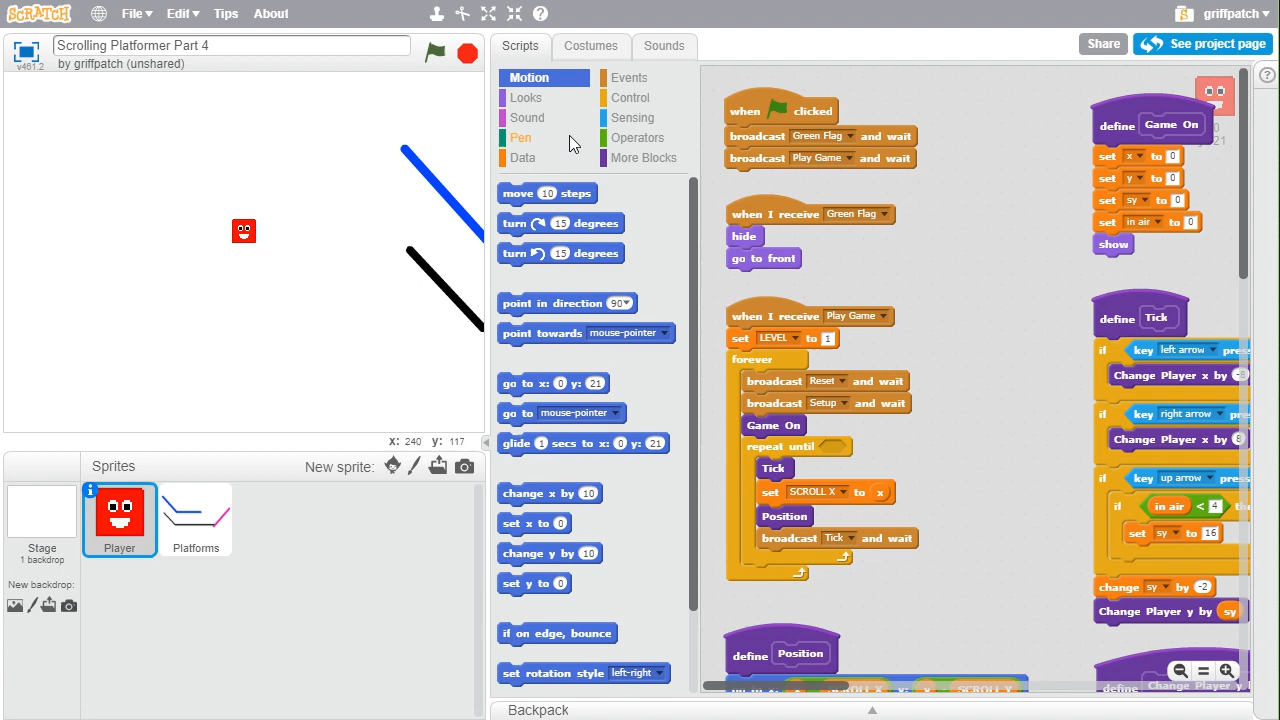 SCRATCH File▼ Edit▼ Tips About griffpatch▼
v461.2 Scrolling Platformer Part 4
by griffpatch (unshared)
Scripts Costumes Sounds Share See project page
Motion Events
Looks Control
Sound Sensing
Pen Operators
Data More Blocks
move 10 steps
turn 15 degrees
turn 15 degrees
point in direction 90▼
point towards mouse-pointer
go to x: 0 y: 21
go to mouse-pointer
glide 1 secs to x: 0 y: 21
change x by 10
set x to 0
change y by 10
set y to 0
if on edge, bounce
set rotation style left-right
when clicked
broadcast Green Flag and wait
broadcast Play Game and wait
when I receive Green Flag
hide
go to front
when I receive Play Game
set LEVEL to 1
forever
broadcast Reset and wait
broadcast Setup and wait
Game On
repeat until
Tick
set SCROLL X to x
Position
broadcast Tick and wait
define Position
define Game On
set x to 0
set y to 0
set sy to 0
set in air to 0
show
define Tick
if key left arrow
Change Player x by
if key right arrow
Change Player x by 8
if key up arrow
if in air < 4
set sy to 16
change sy by -2
Change Player y by sy
define Change Player y
x: 240 y: 117
Sprites New sprite:
Stage
1 backdrop
New backdrop:
Player
Platforms
Backpack